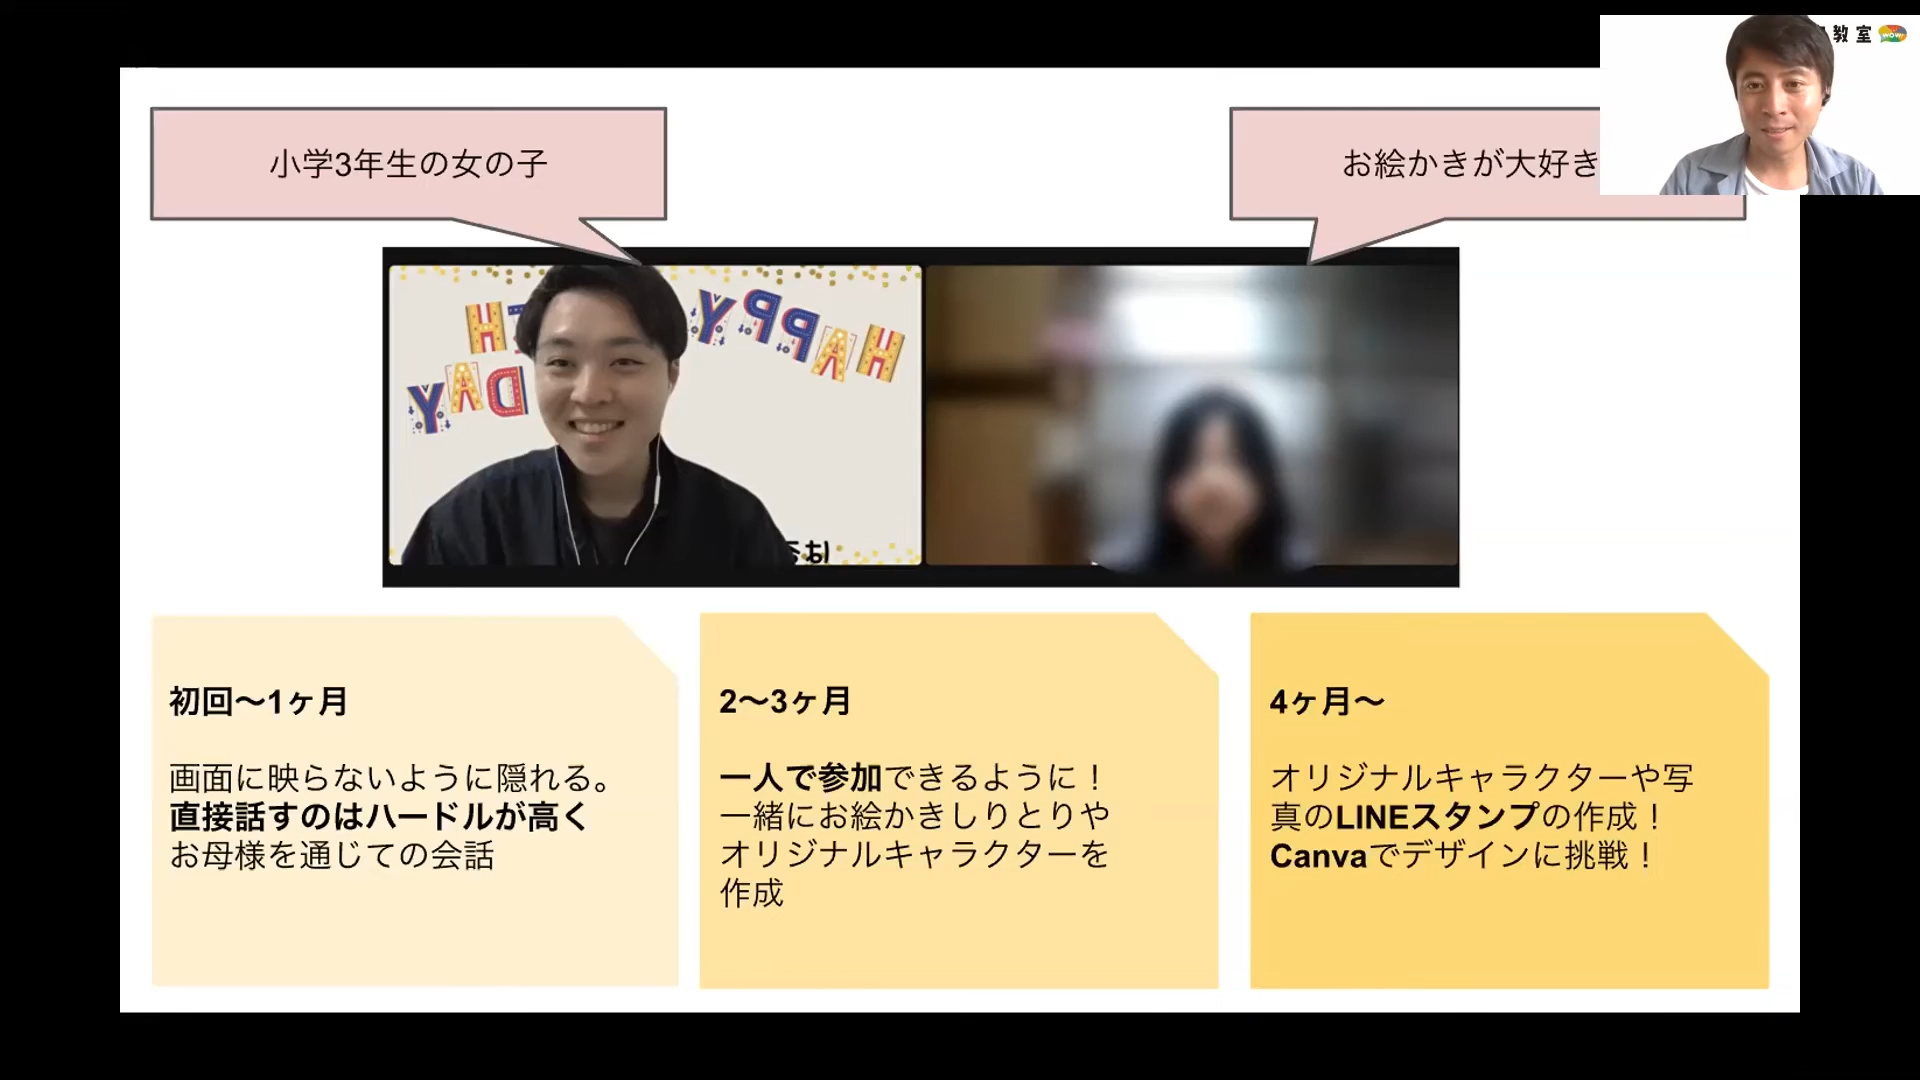 教室
WOW!
小学3年生の女の子
お絵かきが大好き
HAPPY
DAY
初回〜1ヶ月
画面に映らないように隠れる。
直接話すのはハードルが高く
お母様を通じての会話
2〜3ヶ月
一人で参加できるように！
一緒にお絵かきしりとりや
オリジナルキャラクターを
作成
4ヶ月〜
オリジナルキャラクターや写
真のLINEスタンプの作成！
Canvaでデザインに挑戦！